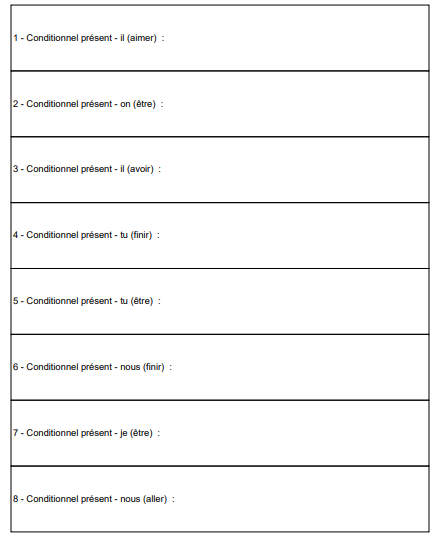 1 - Conditionnel présent - il (aimer)  :
2 - Conditionnel présent - on (être)  :
3 - Conditionnel présent - il (avoir)  :
4 - Conditionnel présent - tu (finir)  :
5 - Conditionnel présent - tu (être)  :
6 - Conditionnel présent - nous (finir)  :
7 - Conditionnel présent - je (être)  :
8 - Conditionnel présent - nous (aller)  :